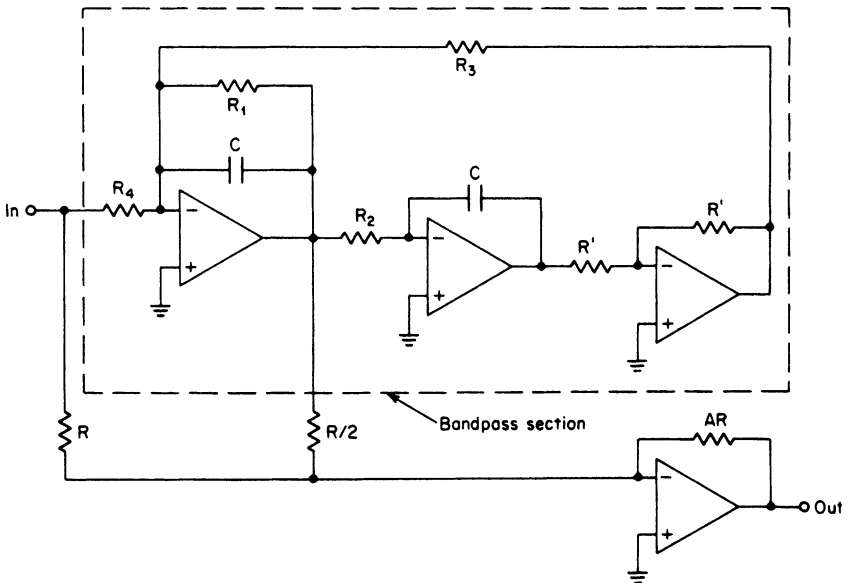 R₃
R₁
C
In
R₄
−
+
R₂
C
−
+
R'
R'
−
+
R
R/2
Bandpass section
AR
−
+
Out